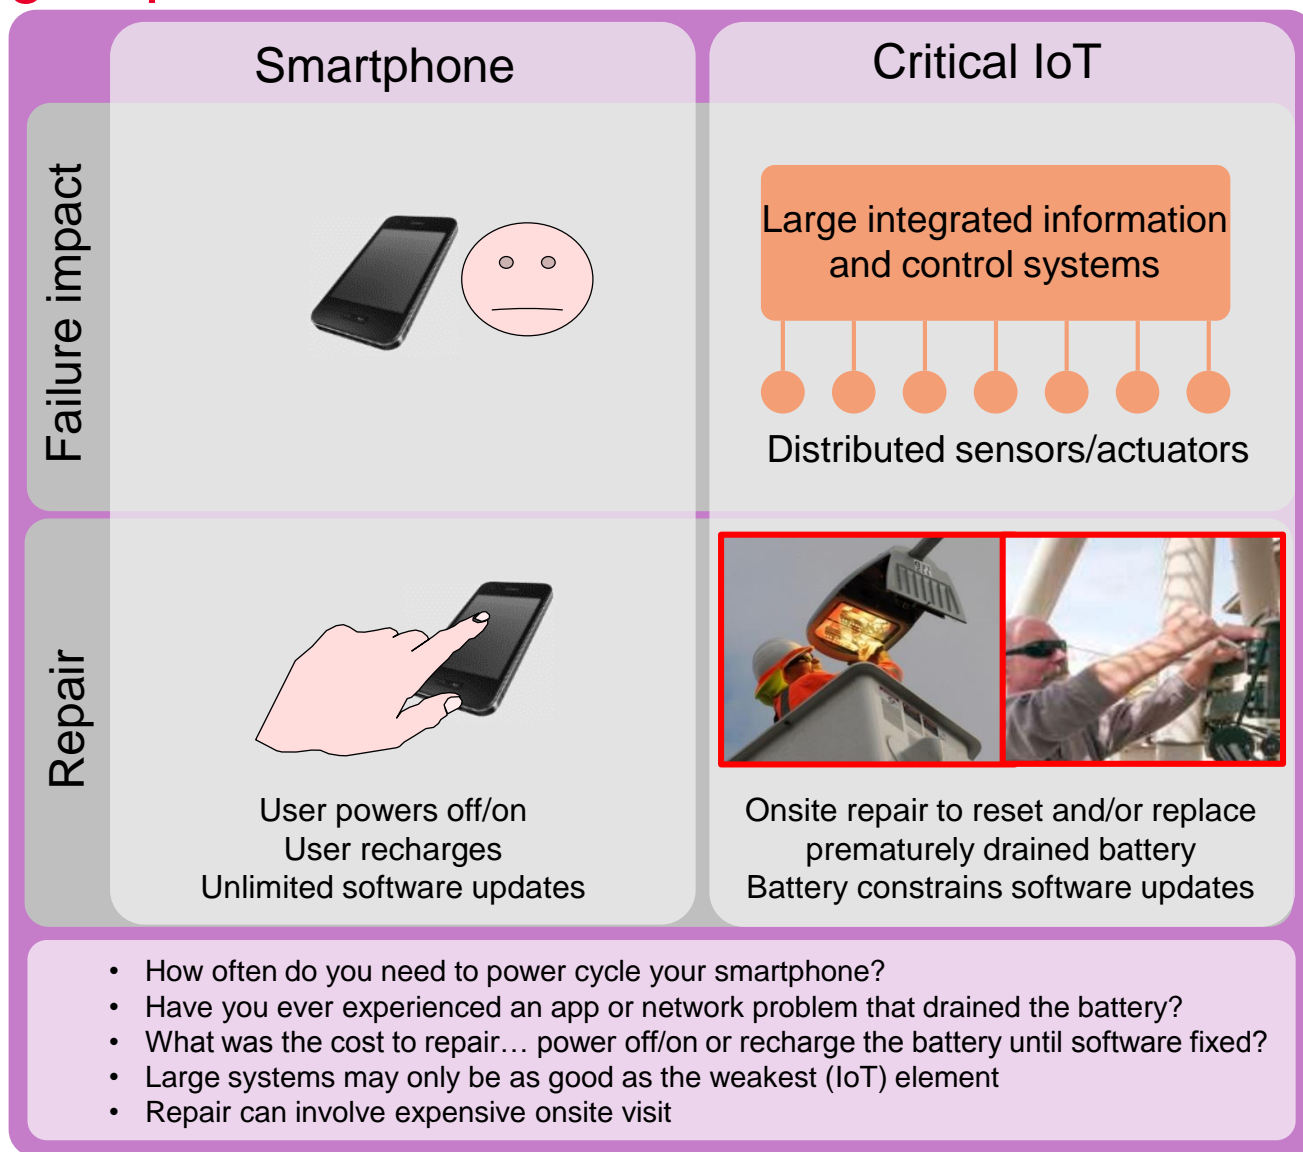 Smartphone
Critical IoT
Failure impact
Large integrated information
and control systems
Distributed sensors/actuators
Repair
User powers off/on
User recharges
Unlimited software updates
Onsite repair to reset and/or replace
prematurely drained battery
Battery constrains software updates
• How often do you need to power cycle your smartphone?
• Have you ever experienced an app or network problem that drained the battery?
• What was the cost to repair… power off/on or recharge the battery until software fixed?
• Large systems may only be as good as the weakest (IoT) element
• Repair can involve expensive onsite visit